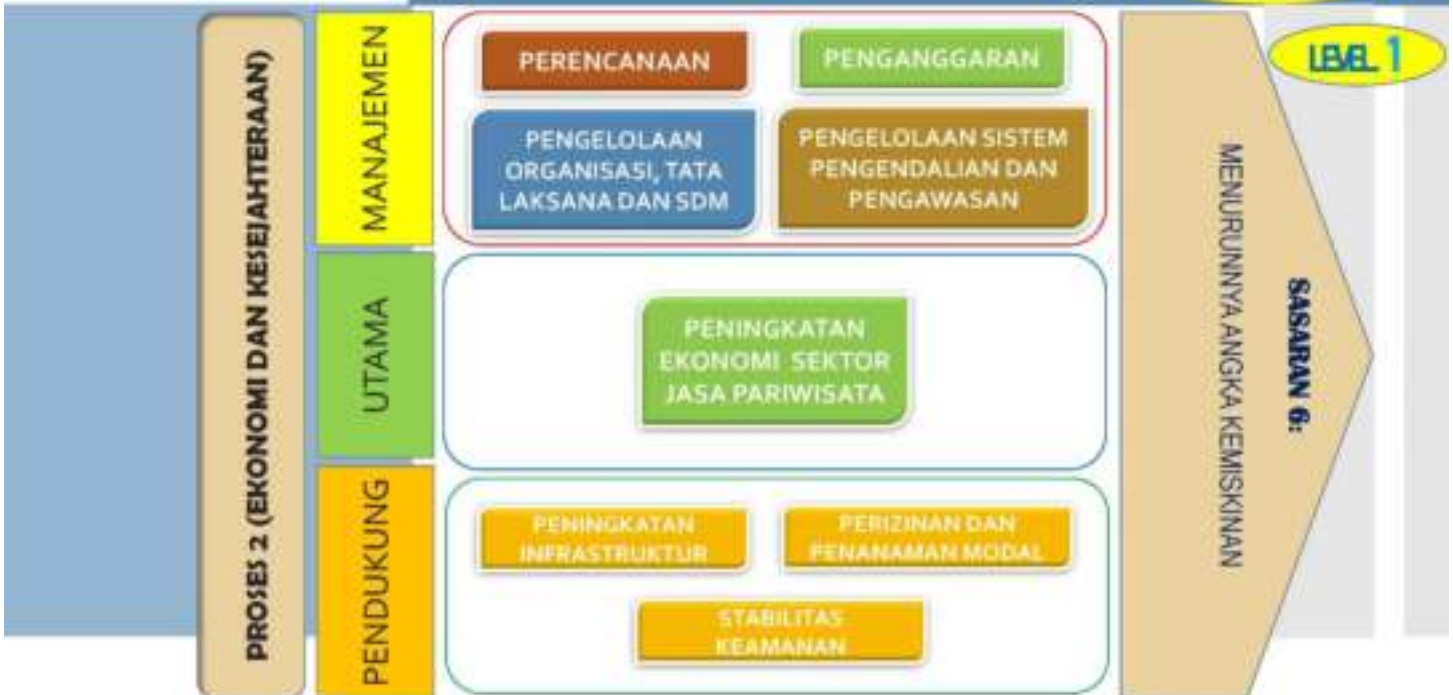 PROSES 2 (EKONOMI DAN KESEJAHTERAAN)
MANAJEMEN
PERENCANAAN
PENGANGGARAN
PENGELOLAAN
ORGANISASI, TATA
LAKSANA DAN SDM
PENGELOLAAN SISTEM
PENGENDALIAN DAN
PENGAWASAN
UTAMA
PENINGKATAN
EKONOMI SEKTOR
JASA PARIWISATA
PENDUKUNG
PENINGKATAN
INFRASTRUKTUR
PERIZINAN DAN
PENANAMAN MODAL
STABILITAS
KEAMANAN
LEVEL 1
SASARAN 6:
MENURUNNYA ANGKA KEMISKINAN